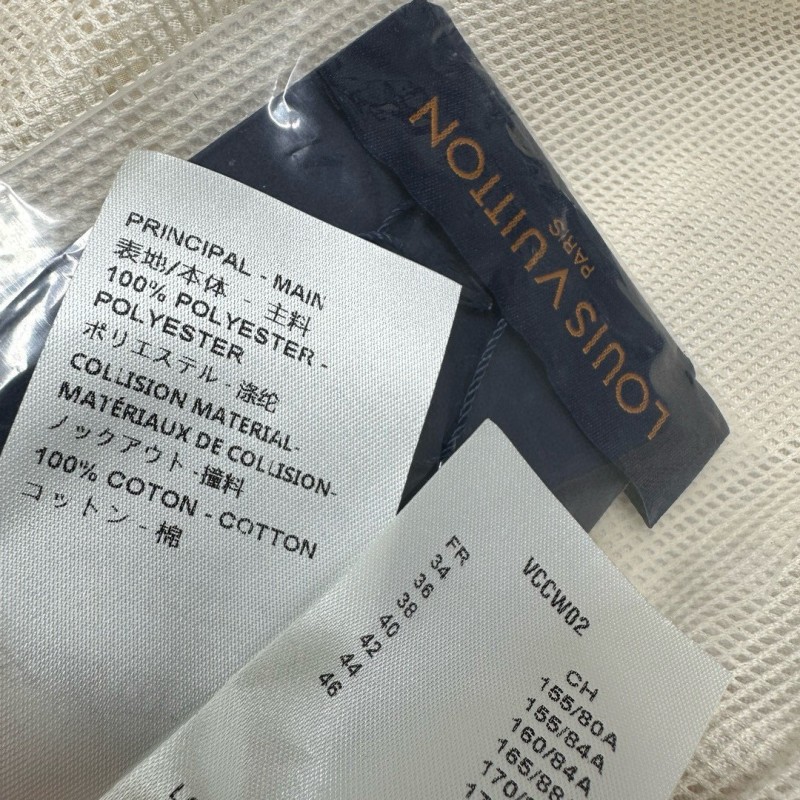 LOUIS VUITTON
PARIS
PRINCIPAL - MAIN
表地/本体 - 主料
100% POLYESTER -
POLYESTER
ポリエステル - 涤纶
COLLISION MATERIAL-
MATÉRIAUX DE COLLISION-
ノックアウト -撞料
100% COTON - COTTON
コットン - 棉
VCCW02
FR
34
36
38
40
42
44
46
CH
155/80A
155/84A
160/84A
165/88
170/